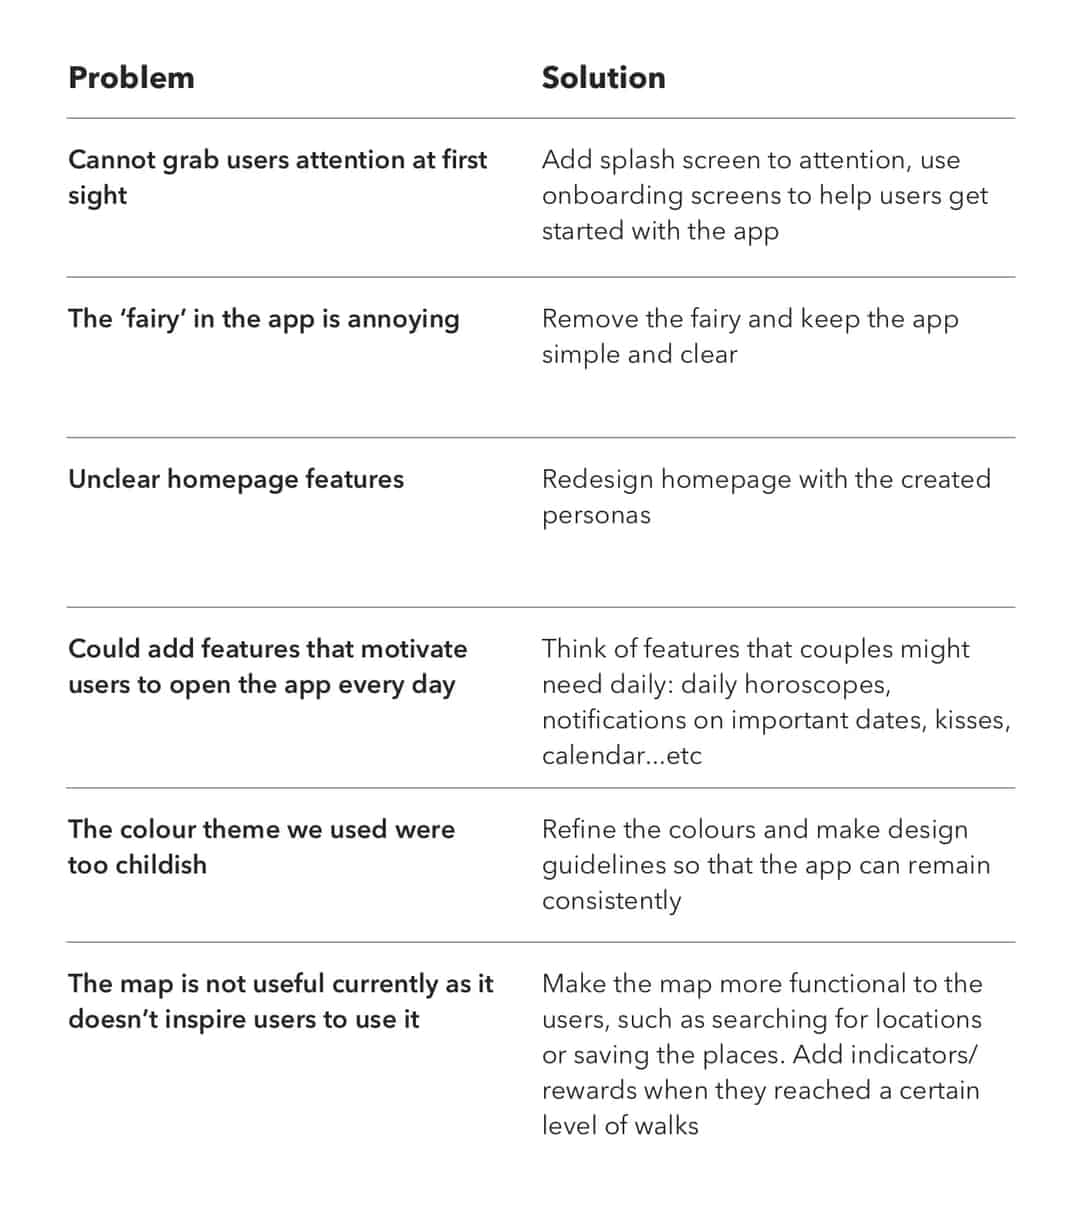 Problem
Solution
Cannot grab users attention at first
sight
Add splash screen to attention, use
onboarding screens to help users get
started with the app
The ‘fairy’ in the app is annoying
Remove the fairy and keep the app
simple and clear
Unclear homepage features
Redesign homepage with the created
personas
Could add features that motivate
users to open the app every day
Think of features that couples might
need daily: daily horoscopes,
notifications on important dates, kisses,
calendar...etc
The colour theme we used were
too childish
Refine the colours and make design
guidelines so that the app can remain
consistently
The map is not useful currently as it
doesn’t inspire users to use it
Make the map more functional to the
users, such as searching for locations
or saving the places. Add indicators/
rewards when they reached a certain
level of walks